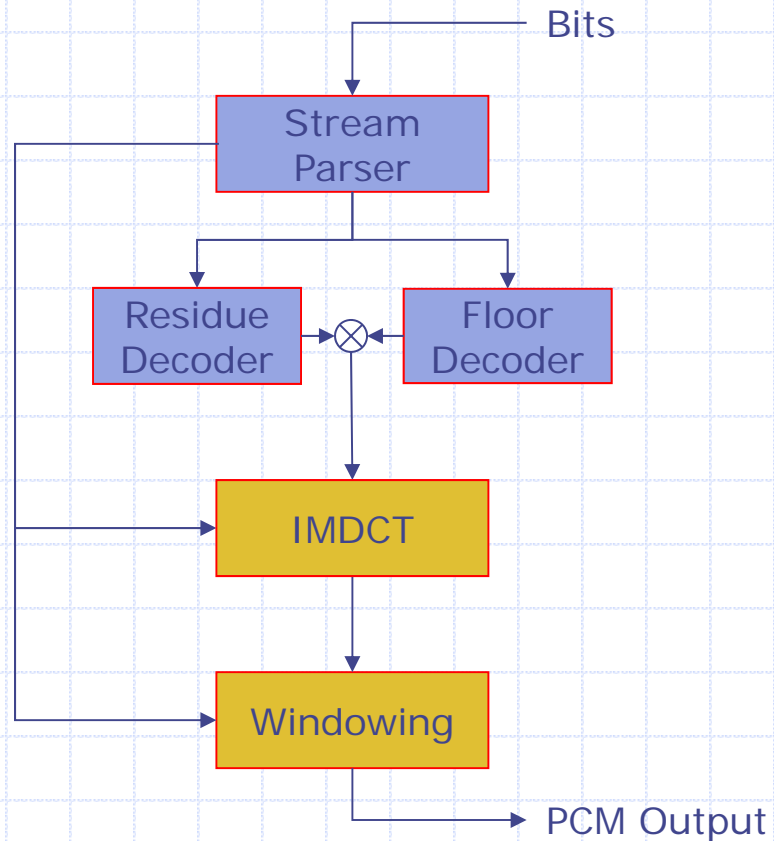 Bits
Stream
Parser
Residue
Decoder
Floor
Decoder
IMDCT
Windowing
PCM Output